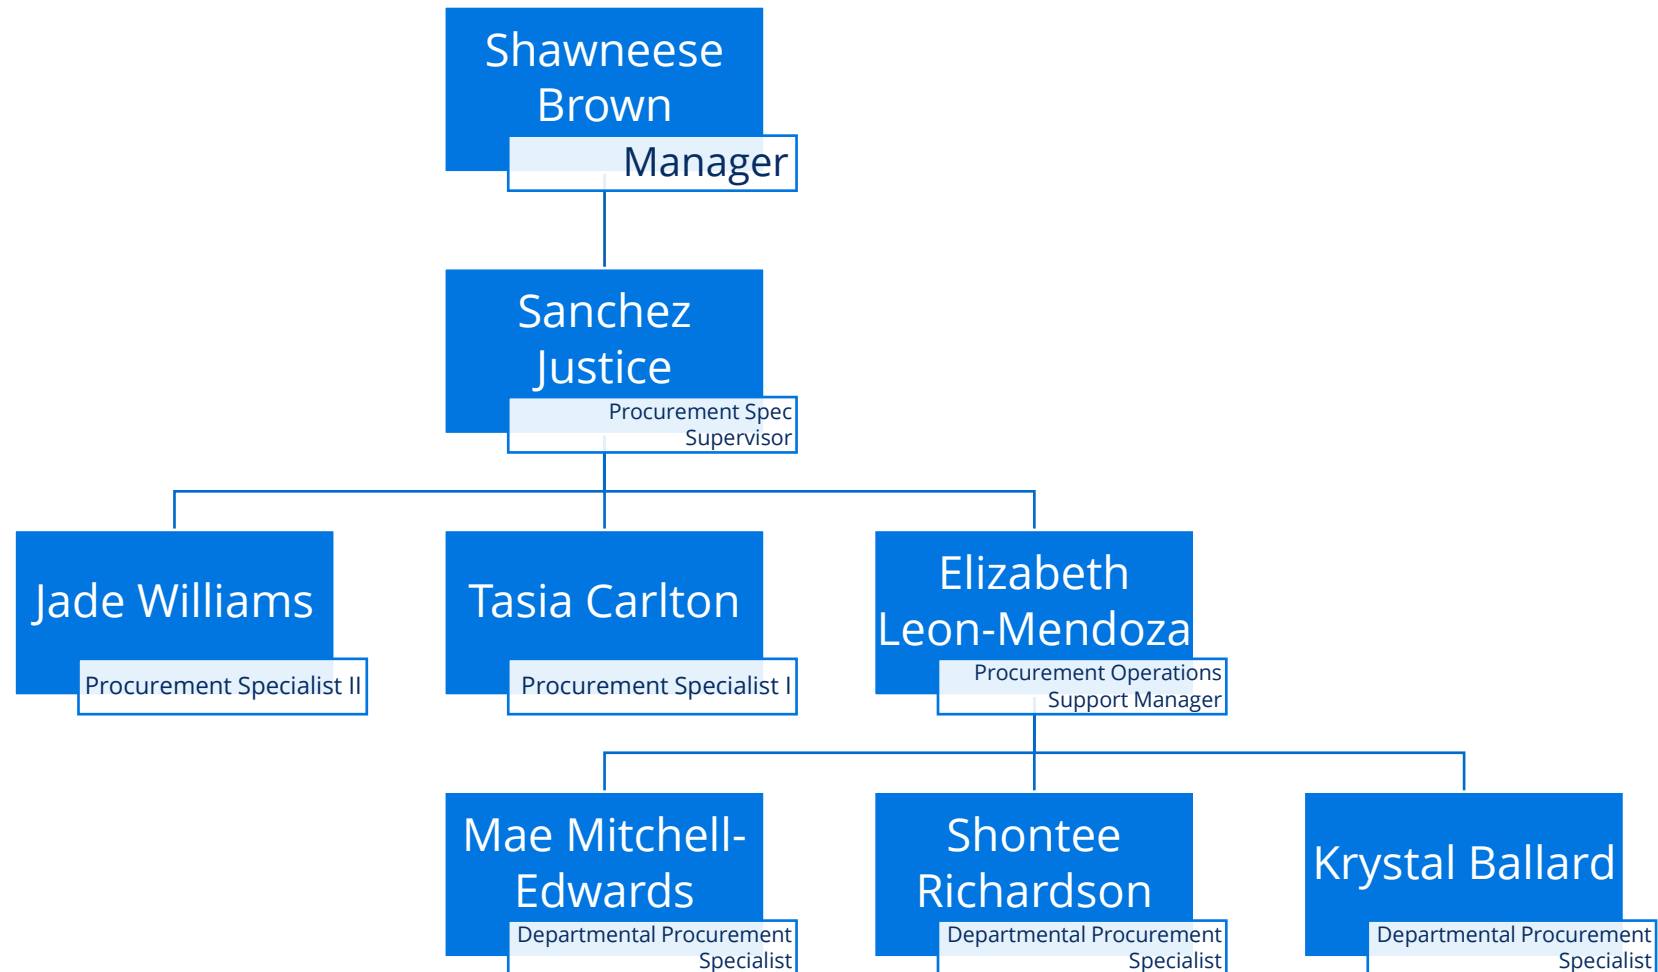 Shawneese
Brown
Manager
Sanchez
Justice
Procurement Spec
Supervisor
Jade Williams
Procurement Specialist II
Tasia Carlton
Procurement Specialist I
Elizabeth
Leon-Mendoza
Procurement Operations
Support Manager
Mae Mitchell-
Edwards
Departmental Procurement
Specialist
Shontee
Richardson
Departmental Procurement
Specialist
Krystal Ballard
Departmental Procurement
Specialist